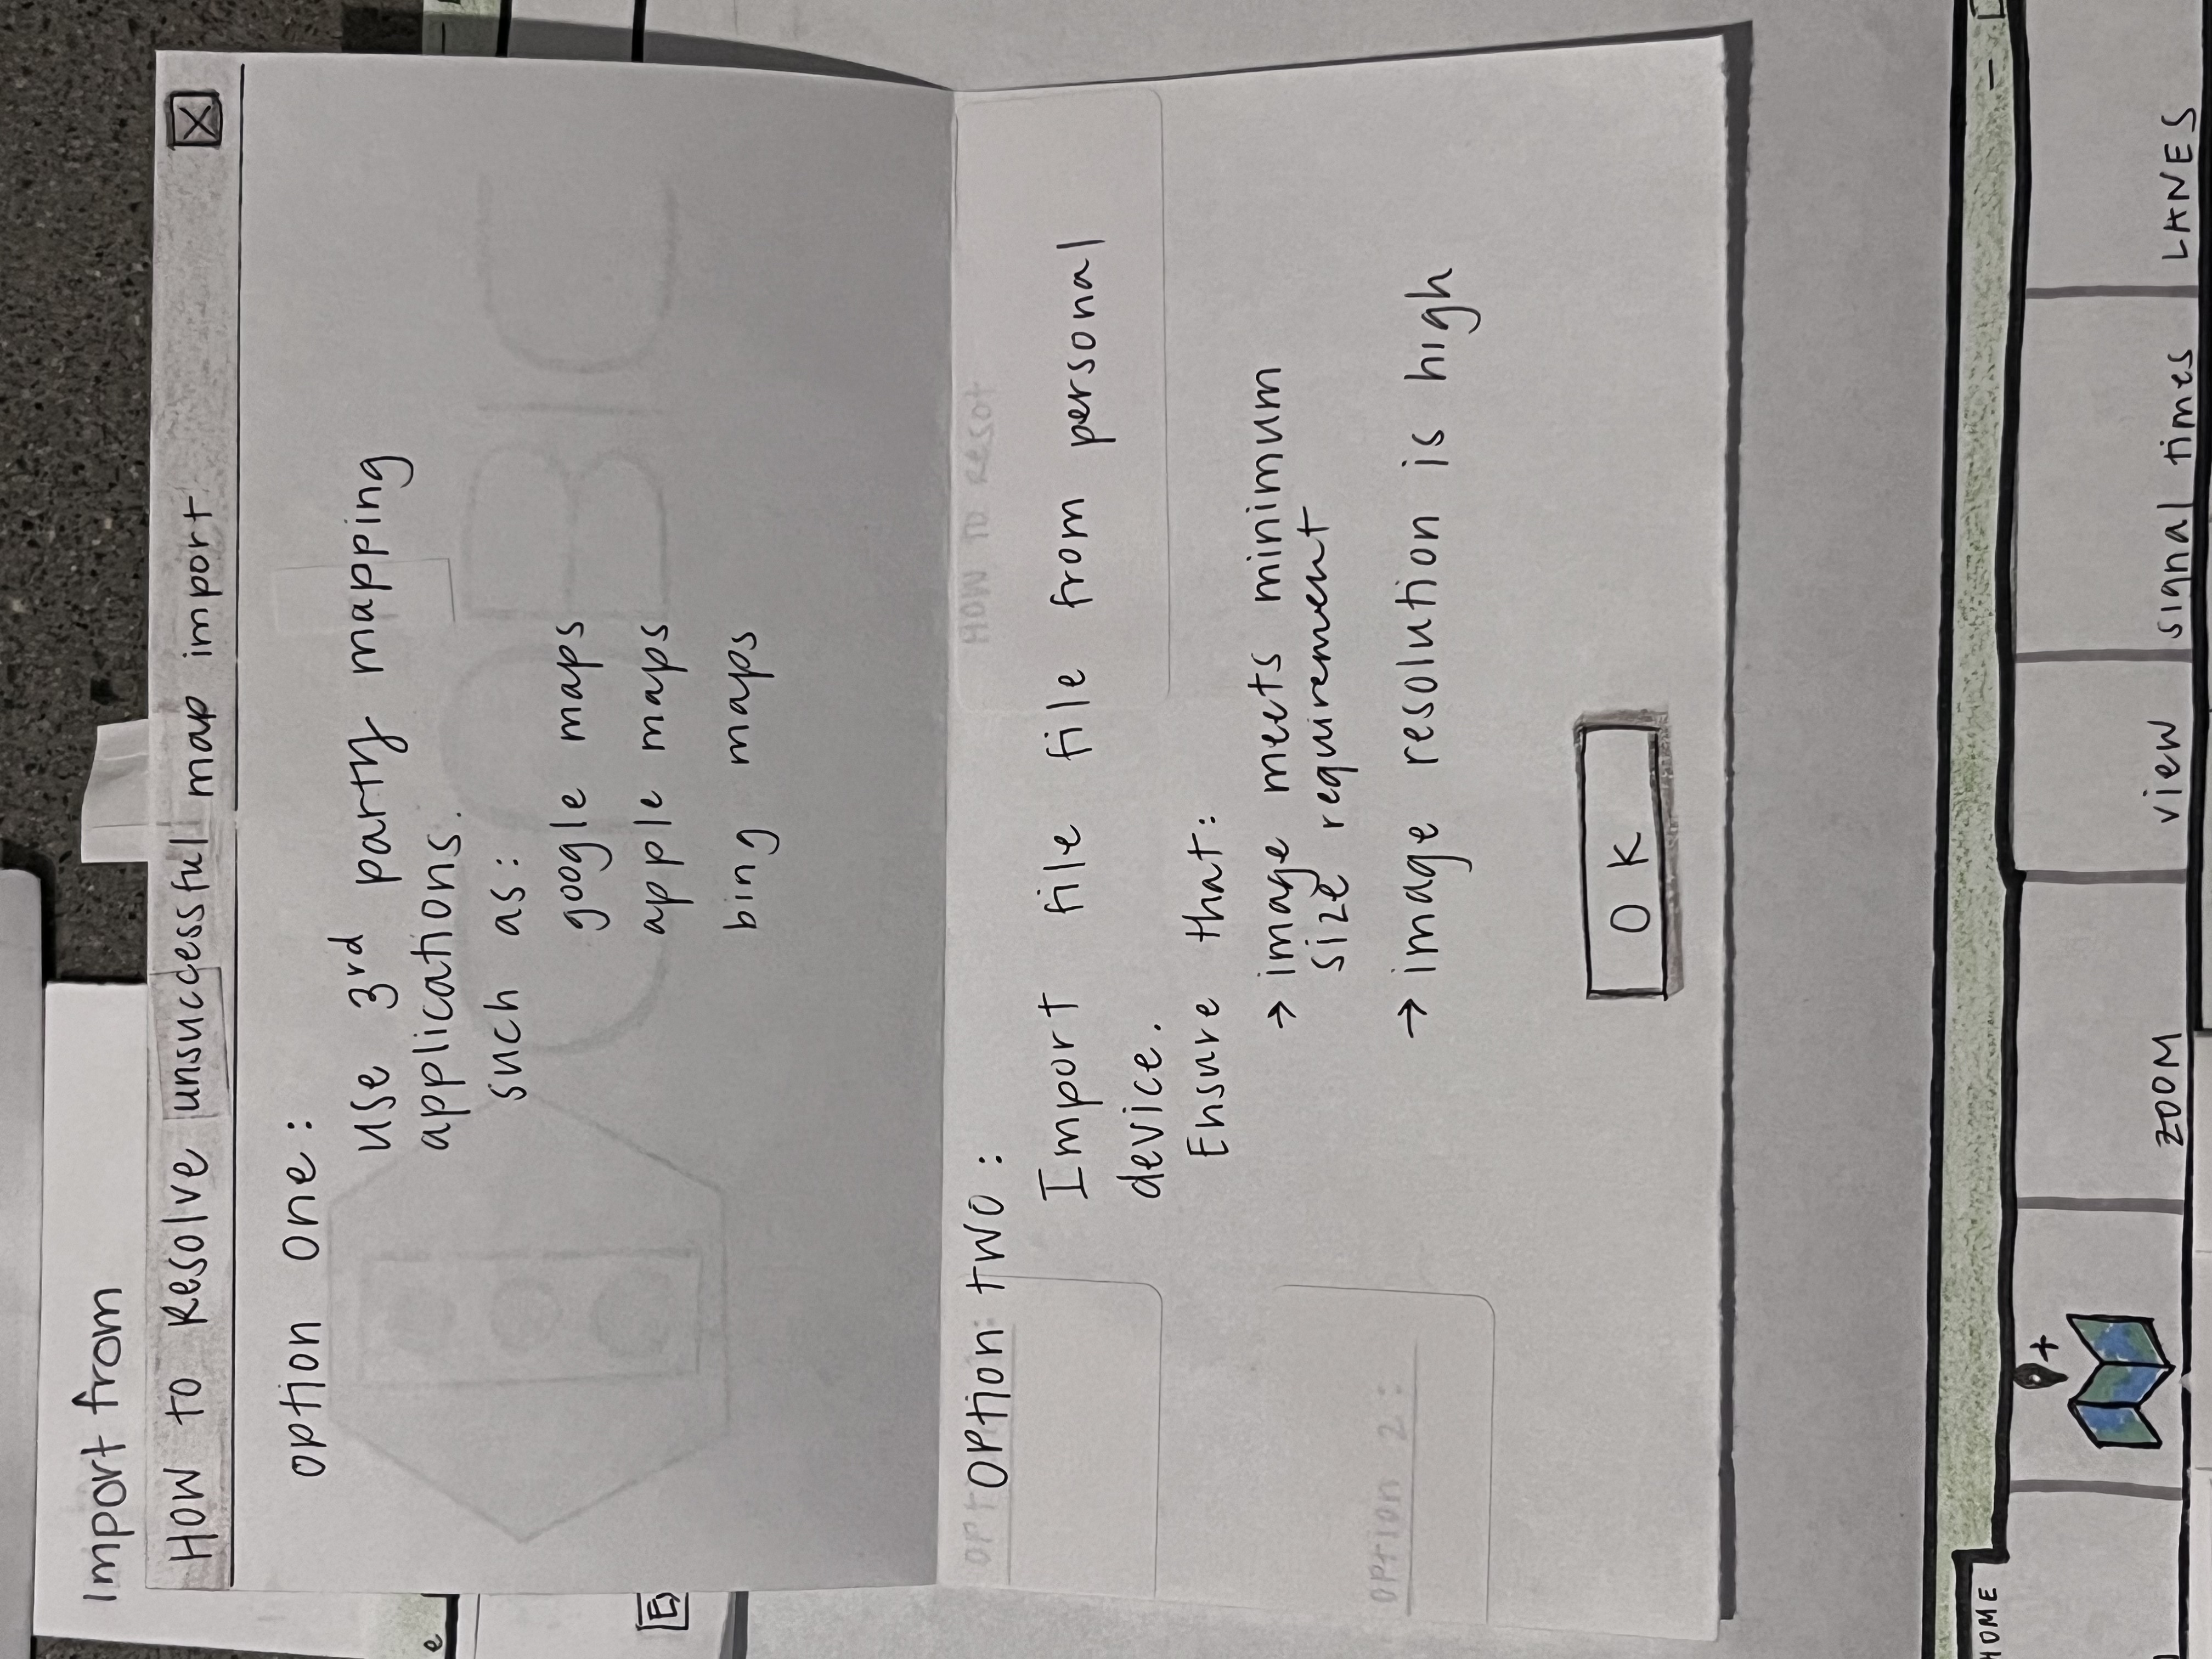 Import from
HOW to Resolve unsuccessful map import
X
option one:
use 3rd party mapping
applications.
such as:
google maps
apple maps
bing maps
e
E
OBIC
option two:
HOW TO Resol
Import file file from personal
device.
Ensure that:
→ image meets minimum
size requirement
→ image resolution is high
option 2:
OK
HOME
+
ZOOM
view
signal times
LANES